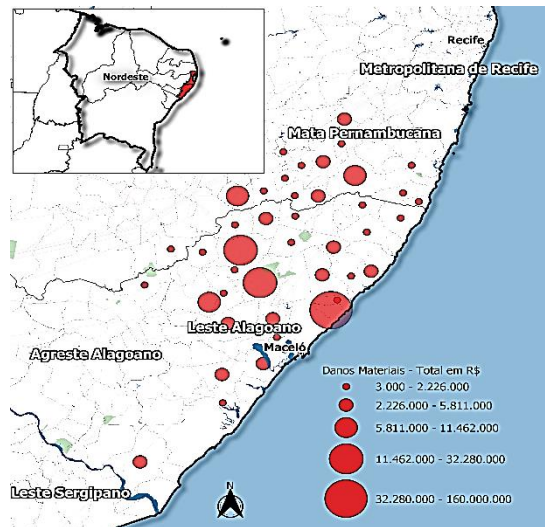 Nordeste
Recife
Metropolitana de Recife
Mata Pernambucana
Leste Alagoano
Maceió
Agreste Alagoano
Leste Sergipano
N
Danos Materiais - Total em R$
3.000 - 2.226.000
2.226.000 - 5.811.000
5.811.000 - 11.462.000
11.462.000 - 32.280.000
32.280.000 - 160.000.000